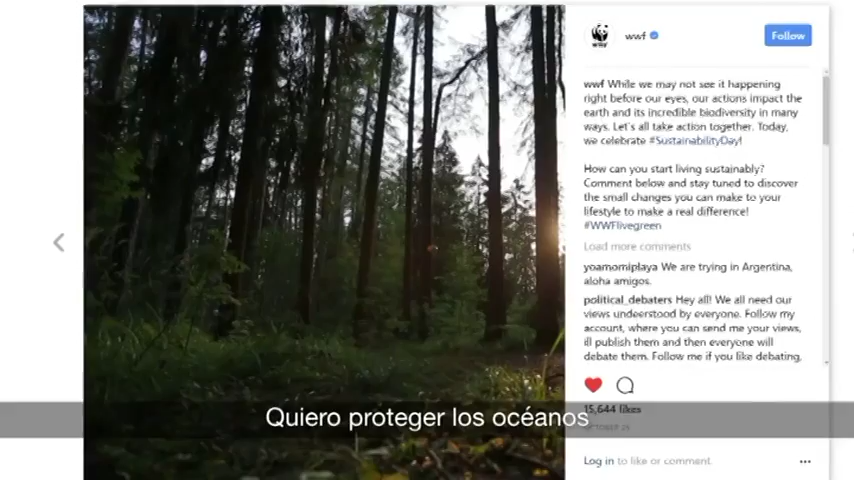 wwf
Follow
wwf While we may not see it happening
right before our eyes, our actions impact the
earth and its incredible biodiversity in many
ways. Let's all take action together. Today,
we celebrate #SustainabilityDay!
How can you start living sustainably?
Comment below and stay tuned to discover
the small changes you can make to your
lifestyle to make a real difference!
#WWFlivegreen
Load more comments
yoamomiplaya We are trying in Argentina,
aloha amigos.
political_debaters Hey all! We all need our
views undeerstood by everyone. Follow my
account, where you can send me your views,
ill publish them and then everyone will
debate them. Follow me if you like debating,
15,644 likes
Quiero proteger los océanos
Log in to like or comment.